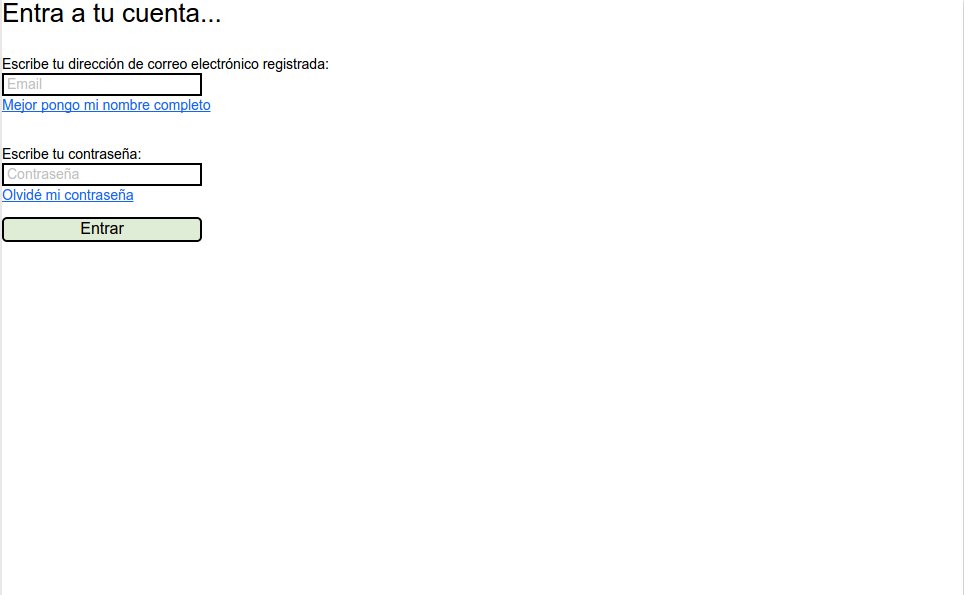 Entra a tu cuenta...
Escribe tu dirección de correo electrónico registrada:
Email
Mejor pongo mi nombre completo
Escribe tu contraseña:
Contraseña
Olvidé mi contraseña
Entrar